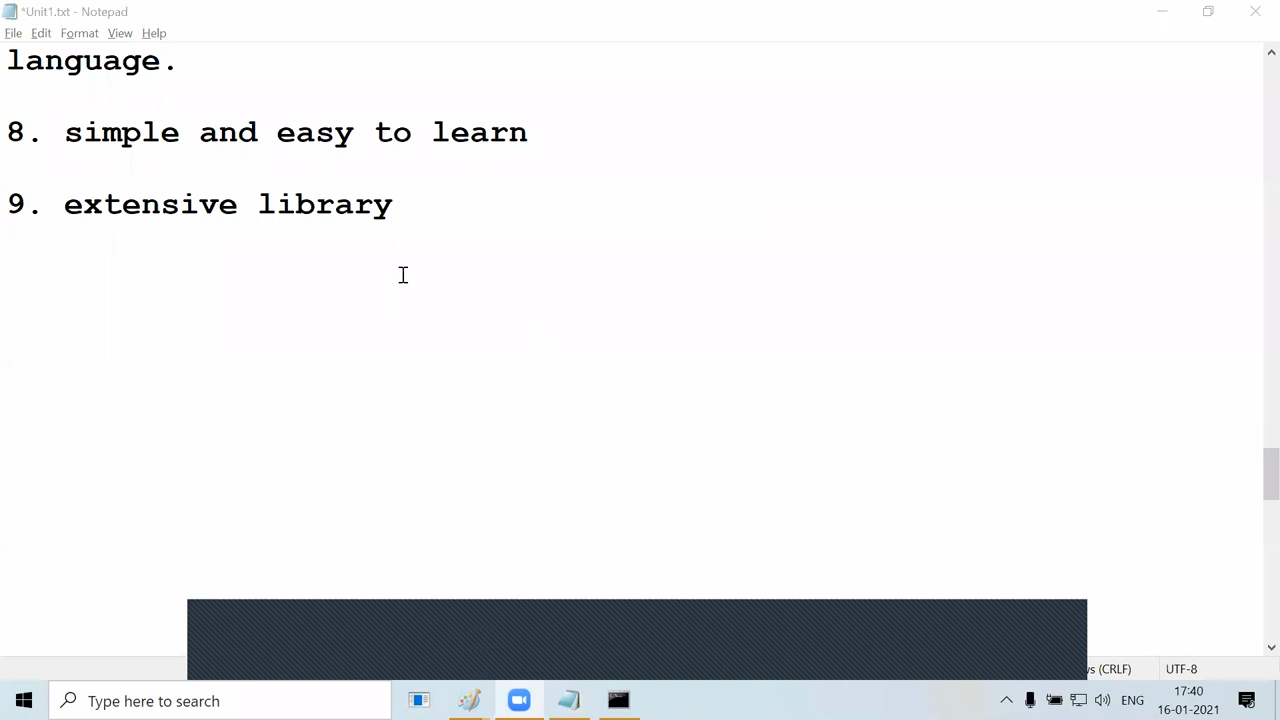 *Unit1.txt - Notepad
File Edit Format View Help
language.
8. simple and easy to learn
9. extensive library
(CRLF) UTF-8
Type here to search
ENG
17:40
16-01-2021